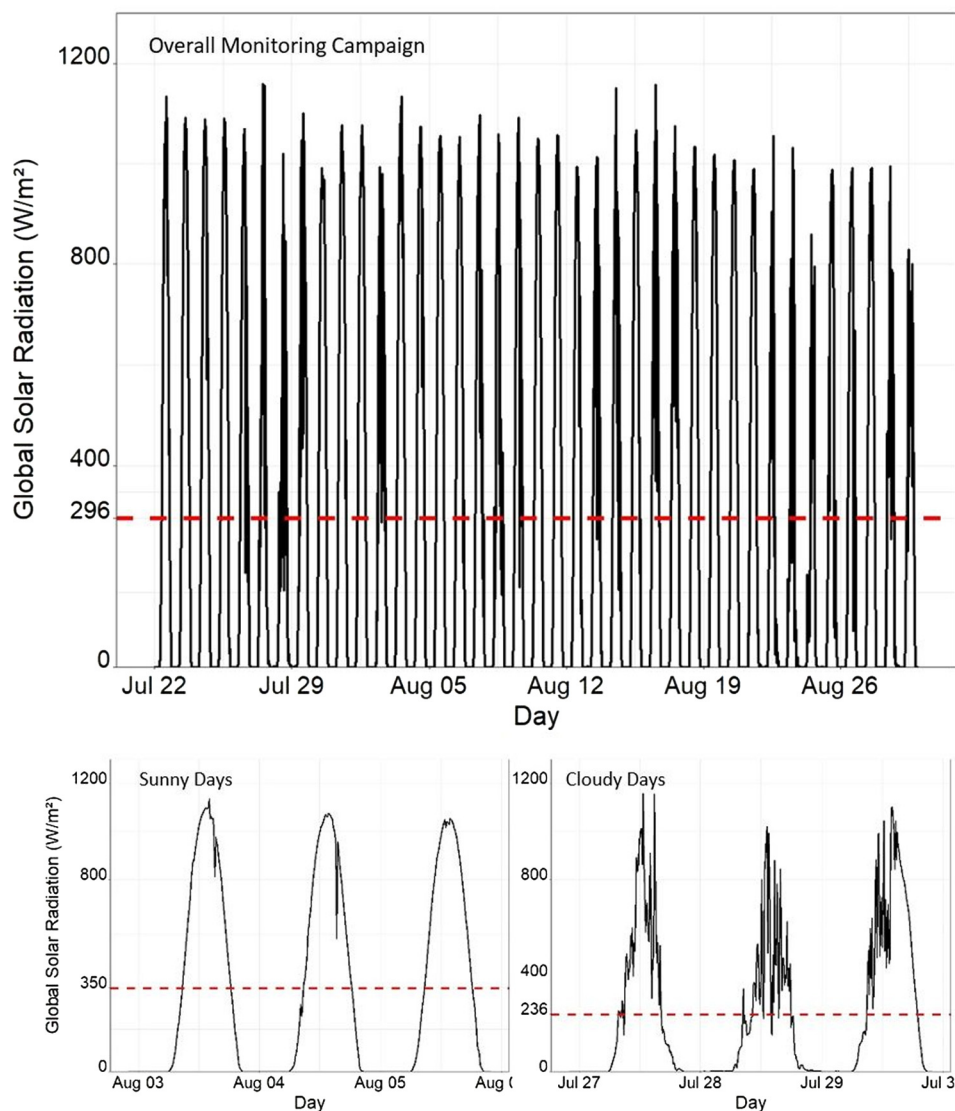 Overall Monitoring Campaign
Global Solar Radiation (W/m²)
1200
800
400
296
0
Jul 22 Jul 29 Aug 05 Aug 12 Aug 19 Aug 26
Day
Sunny Days
Global Solar Radiation (W/m²)
1200
800
350
0
Aug 03 Aug 04 Aug 05
Day
Cloudy Days
1200
800
400
236
0
Jul 27 Jul 28 Jul 29
Day